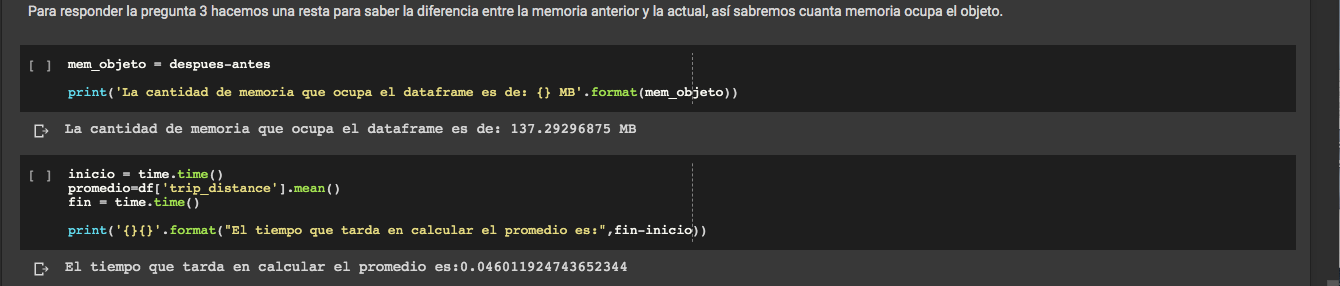 Para responder la pregunta 3 hacemos una resta para saber la diferencia entre la memoria anterior y la actual, así sabremos cuanta memoria ocupa el objeto.
[ ] mem_objeto = despues-antes
print('La cantidad de memoria que ocupa el dataframe es de: {} MB'.format(mem_objeto))
La cantidad de memoria que ocupa el dataframe es de: 137.29296875 MB
[ ] inicio = time.time()
promedio=df['trip_distance'].mean()
fin = time.time()
print('{}{}'.format("El tiempo que tarda en calcular el promedio es:",fin-inicio))
El tiempo que tarda en calcular el promedio es:0.046011924743652344